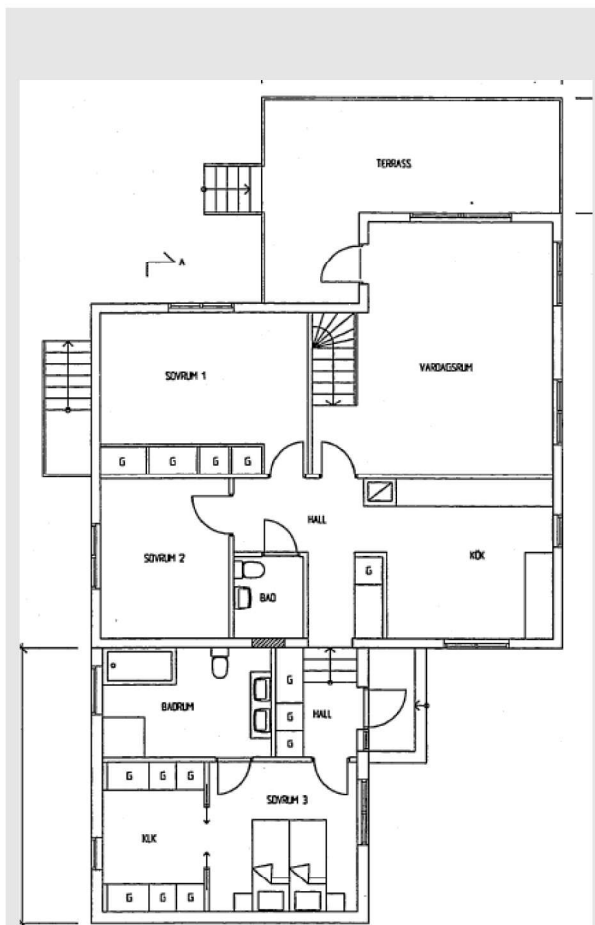 TERRASS
A
SOVRUM 1
VARDAGSRUM
G G G G
HALL
SOVRUM 2
KÖK
G
BAD
G
BADRUM
G
HALL
G
G G G
SOVRUM 3
KLK
G G G